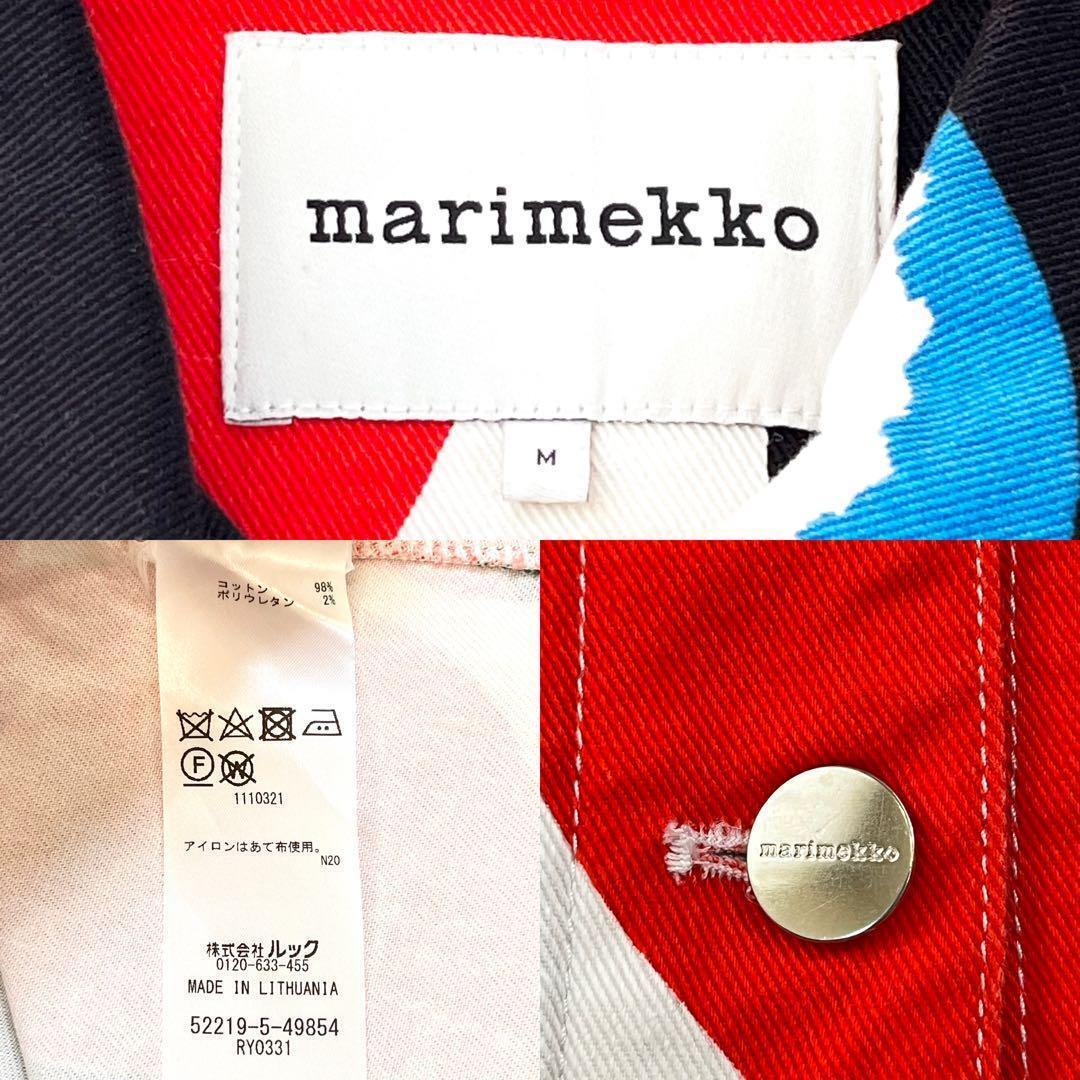 marimekko
M
コットン 98%
ポリウレタン 2%
F
W
1110321
アイロンはあて布使用。
N20
株式会社ルック
0120-633-455
MADE IN LITHUANIA
52219-5-49854
RY0331
marimekko